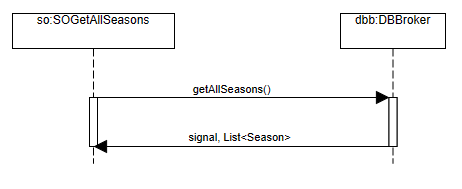 so:SOGetAllSeasons
dbb:DBBroker
getAllSeasons()
signal, List<Season>